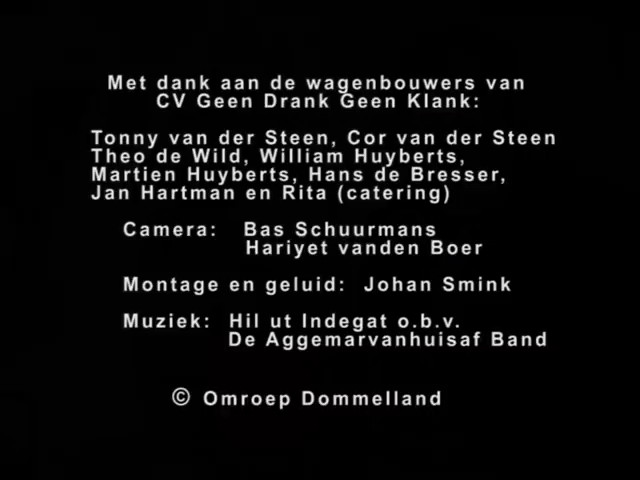 Met dank aan de wagenbouwers van
CV Geen Drank Geen Klank:
Tonny van der Steen, Cor van der Steen
Theo de Wild, William Huyberts,
Martien Huyberts, Hans de Bresser,
Jan Hartman en Rita (catering)
Camera: Bas Schuurmans
Hariyet vanden Boer
Montage en geluid: Johan Smink
Muziek: Hil ut Indegat o.b.v.
De Aggemarvanhuisaf Band
© Omroep Dommelland